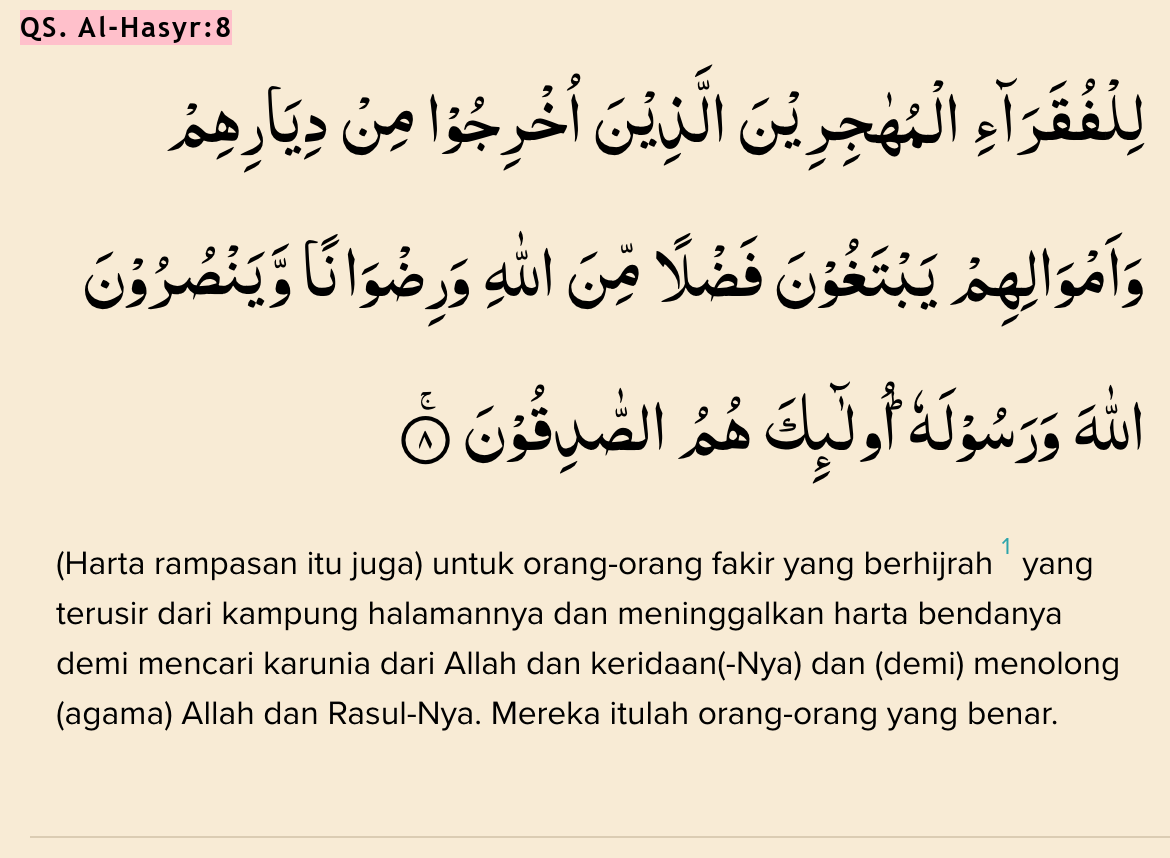 QS. Al-Hasyr:8
لِلْفُقَرَاۤءِ الْمُهٰجِرِيْنَ الَّذِيْنَ اُخْرِجُوْا مِنْ دِيَارِهِمْ
وَاَمْوَالِهِمْ يَبْتَغُوْنَ فَضْلًا مِّنَ اللّٰهِ وَرِضْوَانًا وَّيَنْصُرُوْنَ
اللّٰهَ وَرَسُوْلَهٗ ۗ اُولٰۤىِٕكَ هُمُ الصّٰدِقُوْنَ ۚ ٨
(Harta rampasan itu juga) untuk orang-orang fakir yang berhijrah 1 yang
terusir dari kampung halamannya dan meninggalkan harta bendanya
demi mencari karunia dari Allah dan keridaan(-Nya) dan (demi) menolong
(agama) Allah dan Rasul-Nya. Mereka itulah orang-orang yang benar.